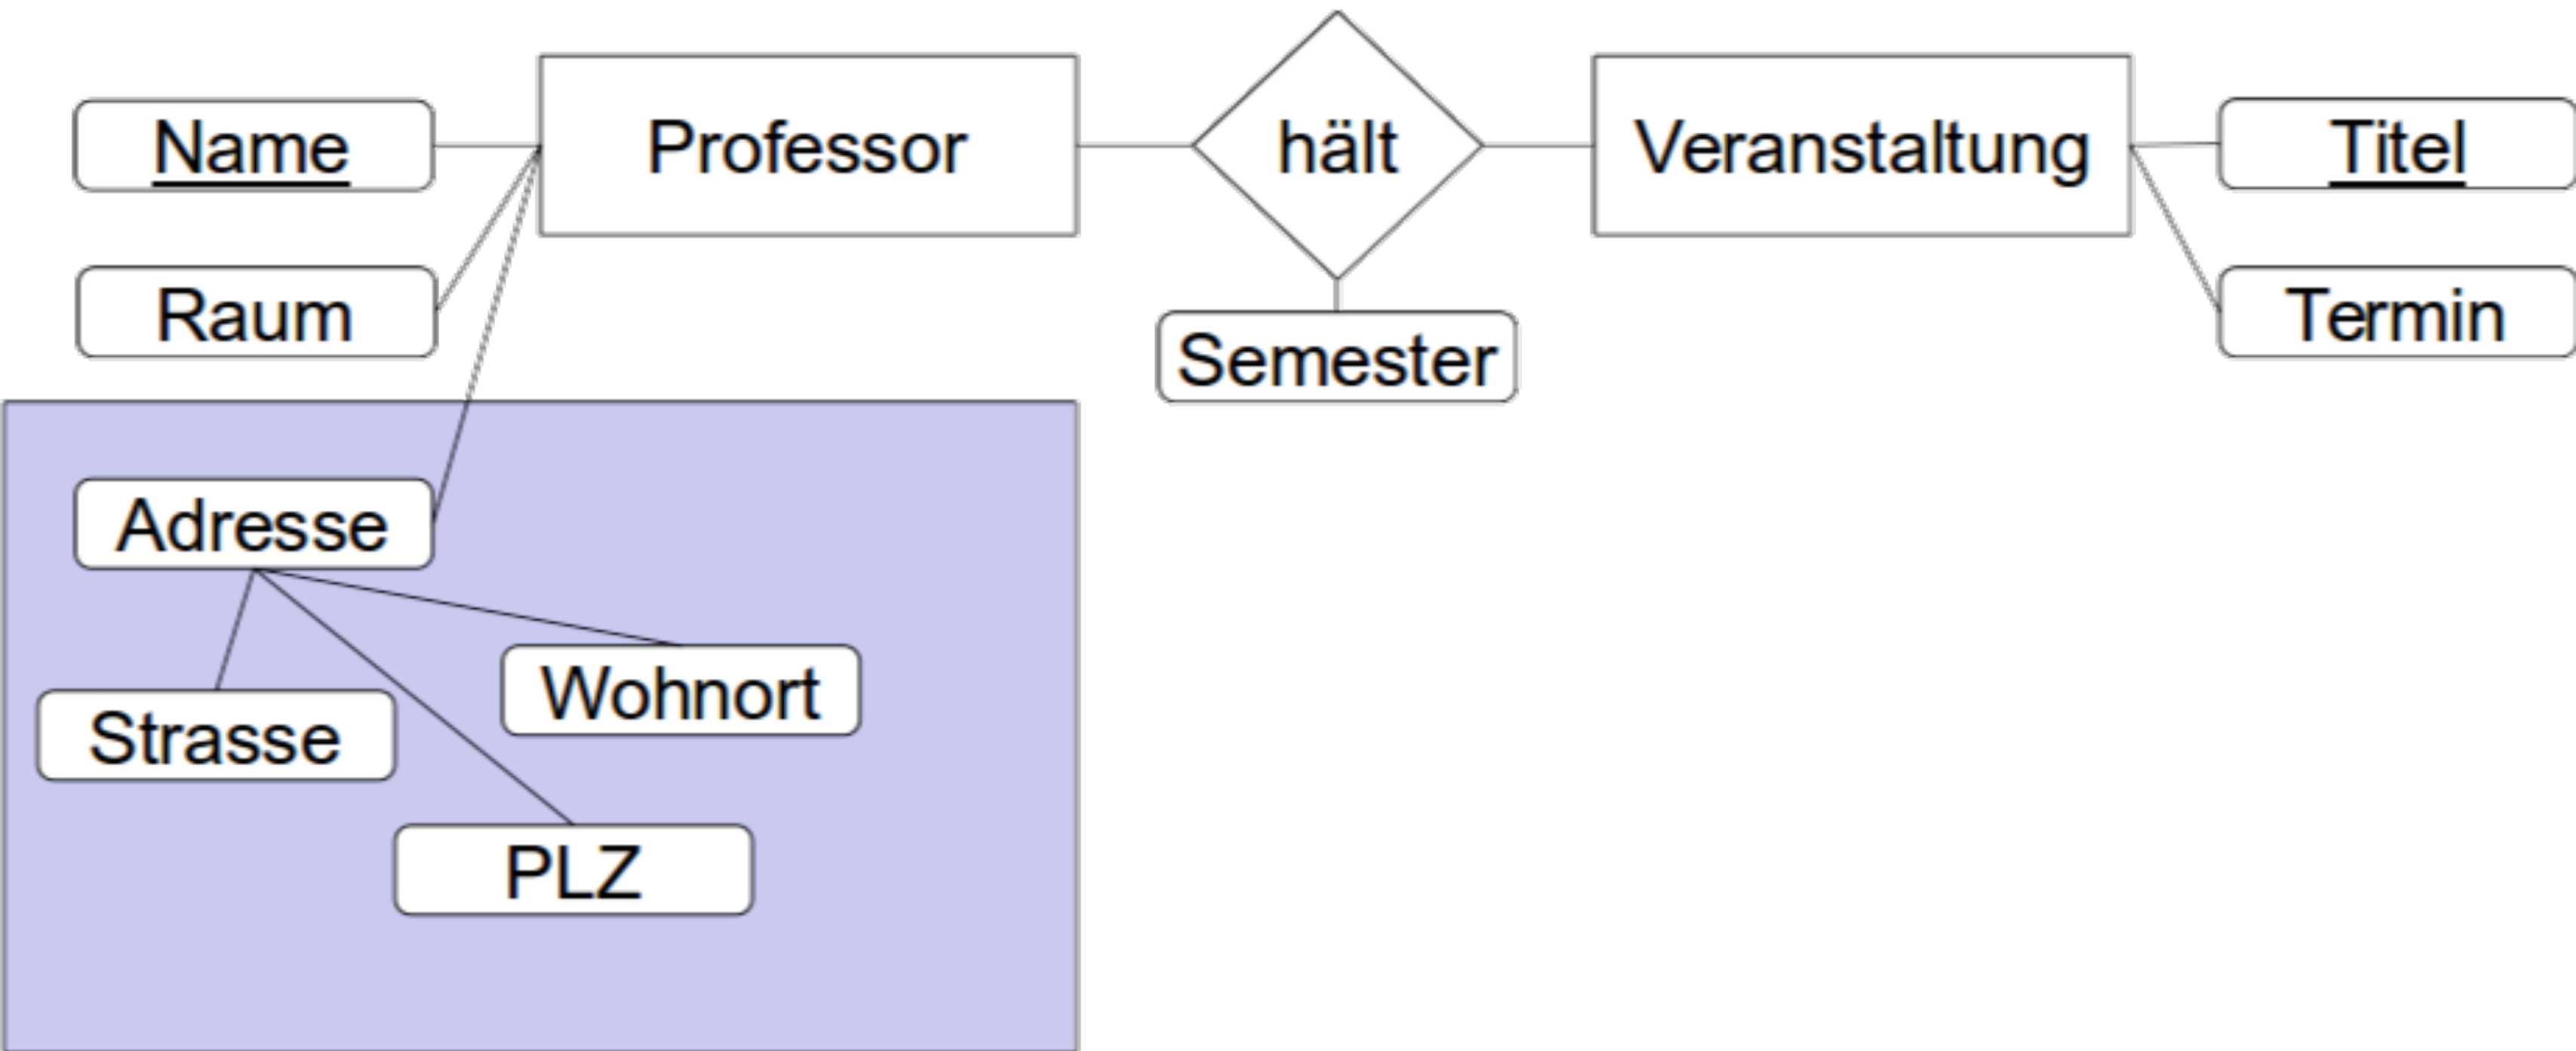 Name
Professor
hält
Veranstaltung
Titel
Raum
Semester
Termin
Adresse
Wohnort
Strasse
PLZ